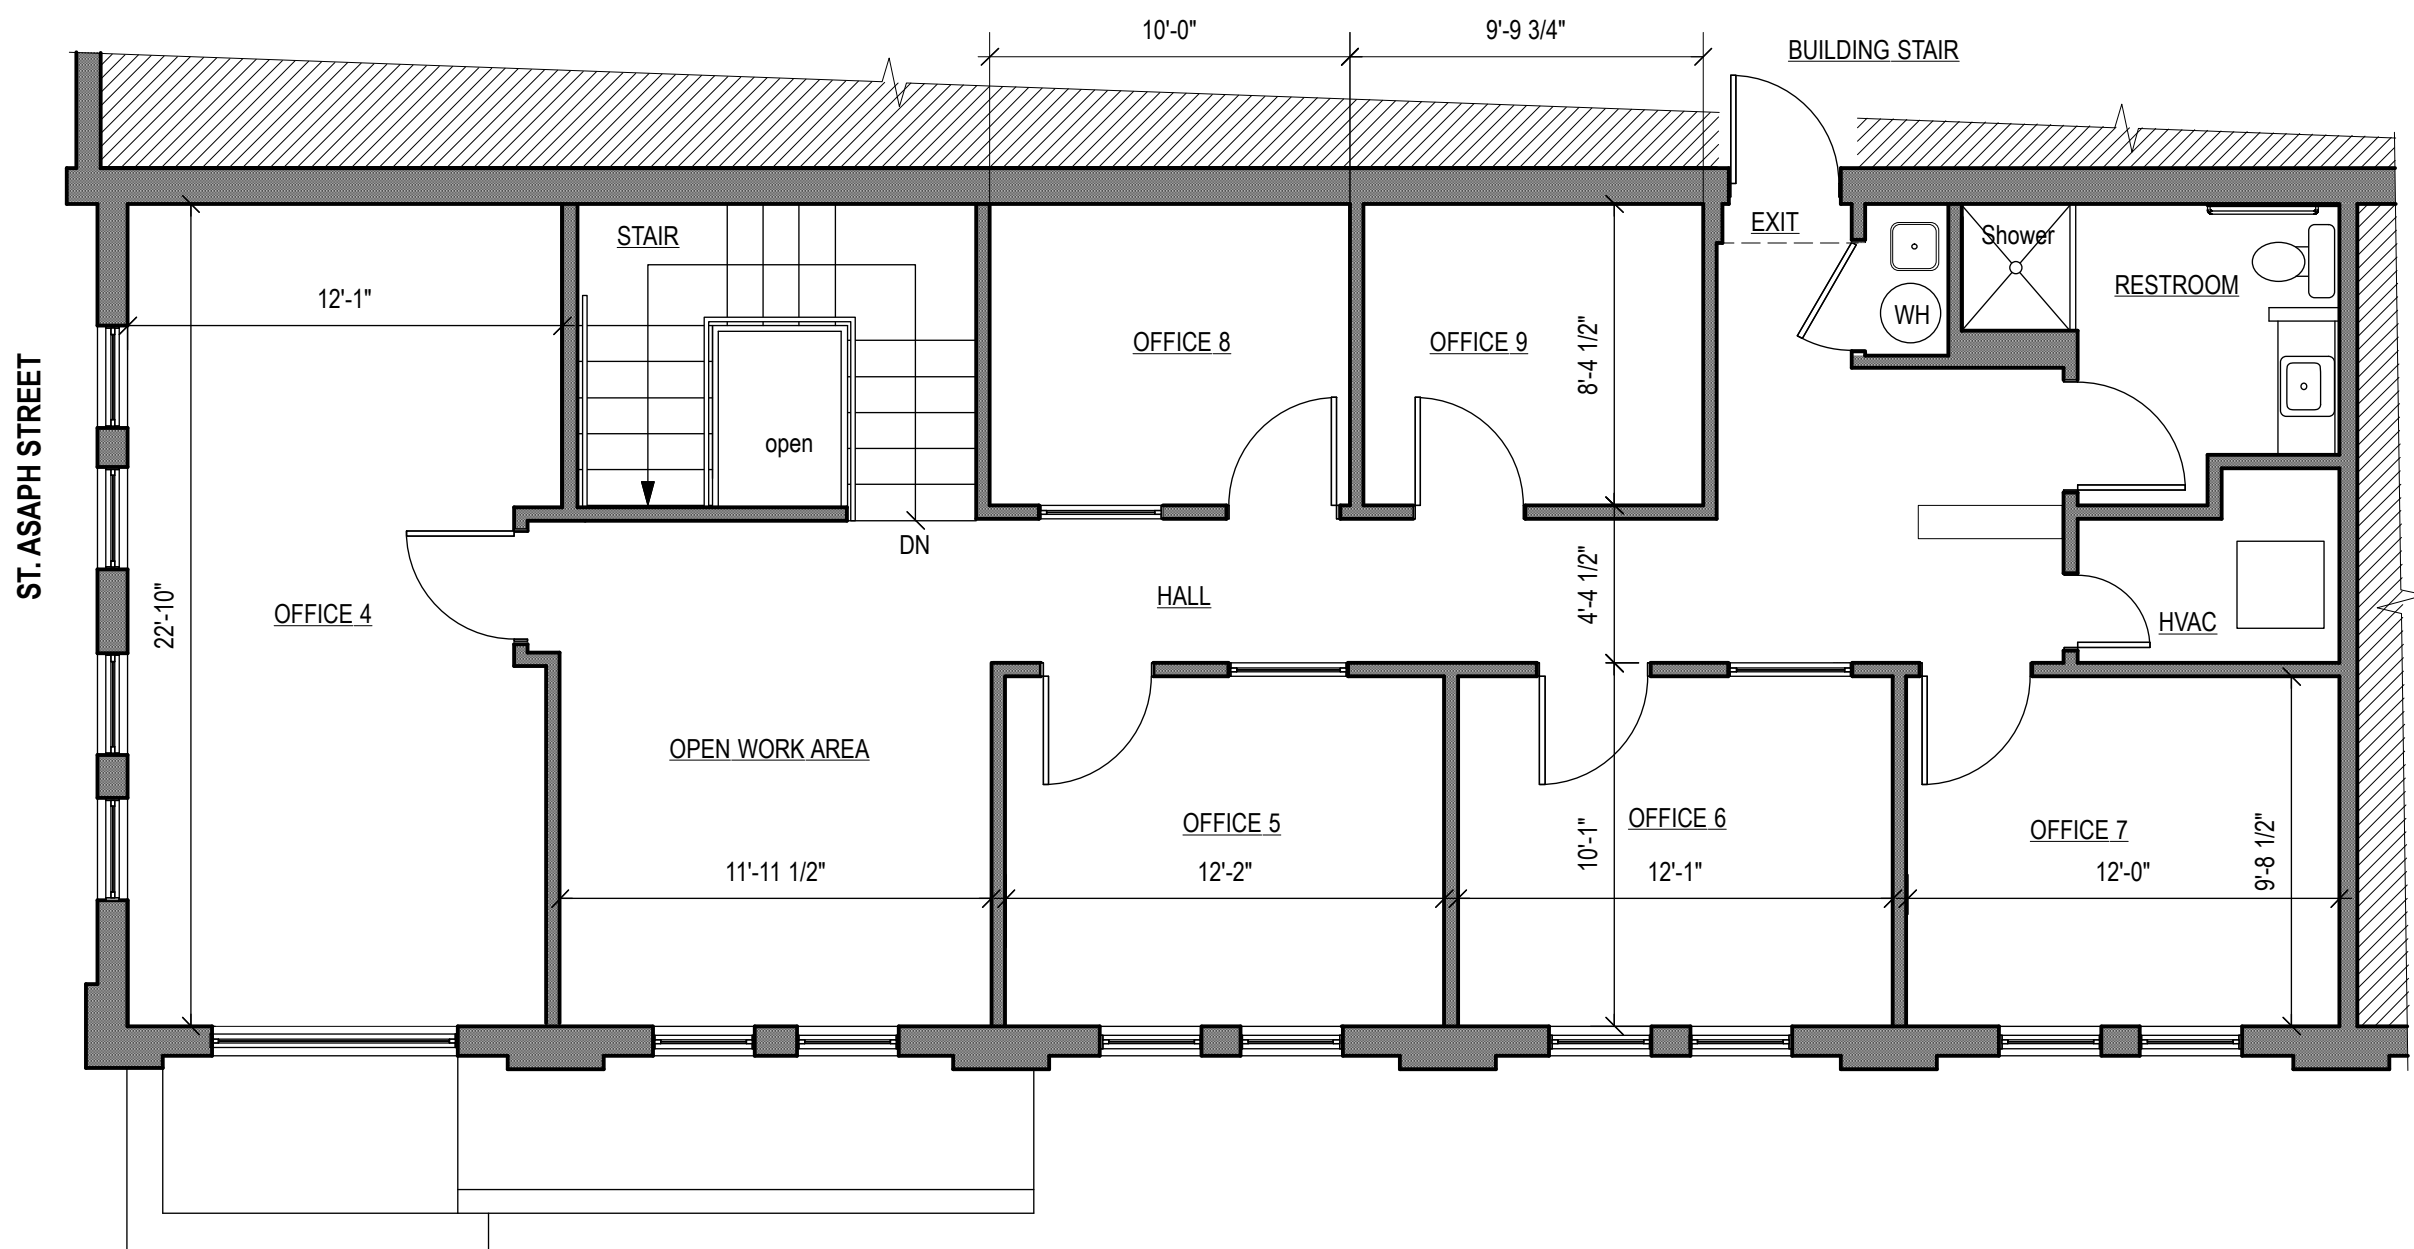 10'-0"
9'-9 3/4"
BUILDING STAIR
STAIR
EXIT
Shower
RESTROOM
12'-1"
WH
OFFICE 8
OFFICE 9
8'-4 1/2"
ST. ASAPH STREET
open
DN
HALL
4'-4 1/2"
OFFICE 4
22'-10"
HVAC
OPEN WORK AREA
OFFICE 5
OFFICE 6
OFFICE 7
10'-1"
9'-8 1/2"
11'-11 1/2"
12'-2"
12'-1"
12'-0"